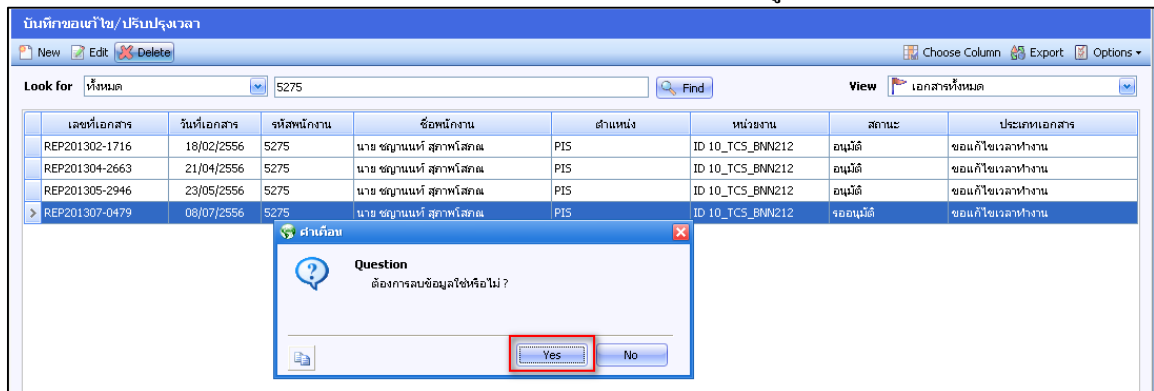 บันทึกขอแก้ไข/ปรับปรุงเวลา
New Edit Delete Choose Column Export Options
Look for ทั้งหมด 5275 Find View เอกสารทั้งหมด
เลขที่เอกสาร วันที่เอกสาร รหัสพนักงาน ชื่อพนักงาน ตำแหน่ง หน่วยงาน สถานะ ประเภทเอกสาร
REP201302-1716 18/02/2556 5275 นาย ชญานนท์ สุภาพโสภณ PIS ID 10_TCS_BNN212 อนุมัติ ขอแก้ไขเวลาทำงาน
REP201304-2663 21/04/2556 5275 นาย ชญานนท์ สุภาพโสภณ PIS ID 10_TCS_BNN212 อนุมัติ ขอแก้ไขเวลาทำงาน
REP201305-2946 23/05/2556 5275 นาย ชญานนท์ สุภาพโสภณ PIS ID 10_TCS_BNN212 อนุมัติ ขอแก้ไขเวลาทำงาน
REP201307-0479 08/07/2556 5275 นาย ชญานนท์ สุภาพโสภณ PIS ID 10_TCS_BNN212 รออนุมัติ ขอแก้ไขเวลาทำงาน
คำเตือน
Question
ต้องการลบข้อมูลใช่หรือไม่ ?
Yes No